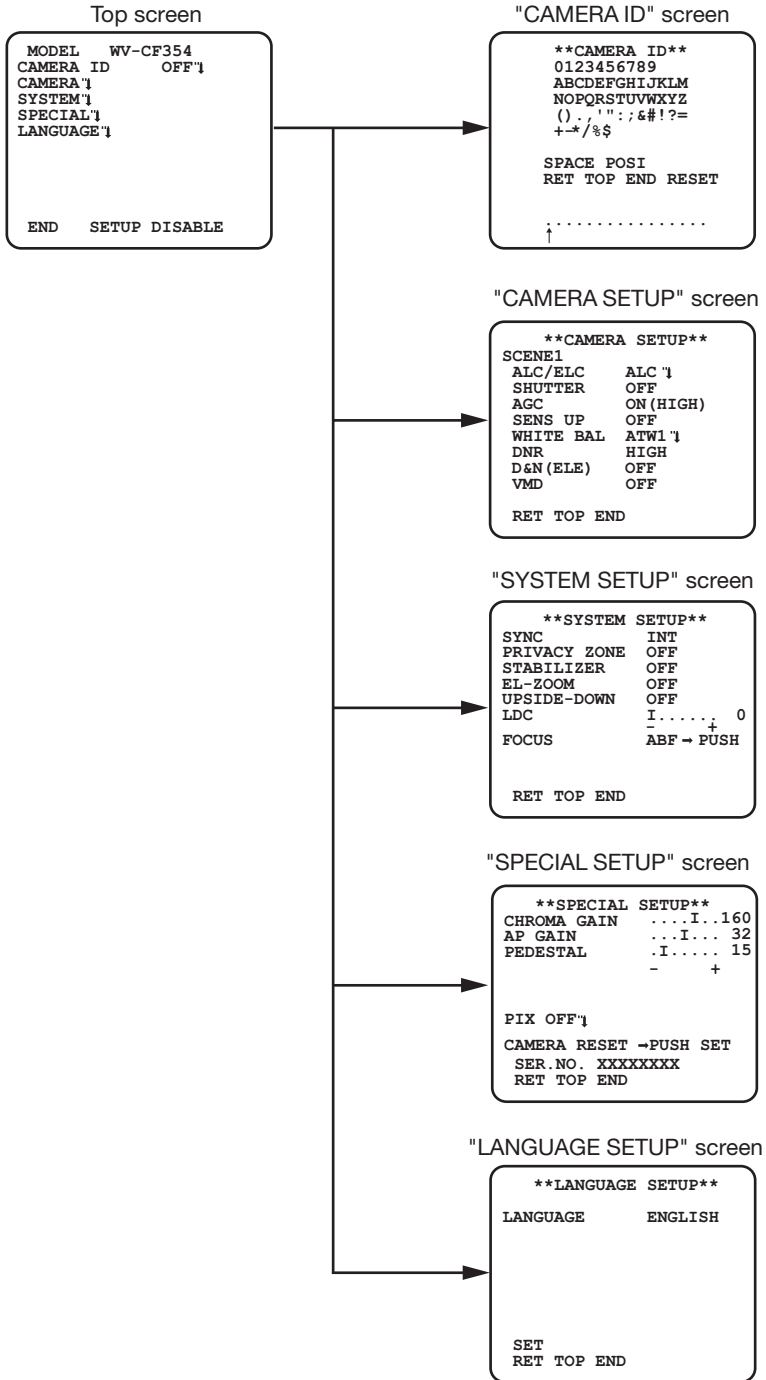 Top screen
MODEL WV-CF354
CAMERA ID OFF
CAMERA
SYSTEM
SPECIAL
LANGUAGE
END SETUP DISABLE
"CAMERA ID" screen
**CAMERA ID**
0123456789
ABCDEFGHIJKLM
NOPQRSTUVWXYZ
().,'":;&#!?=
+-*/%$
SPACE POSI
RET TOP END RESET
................
↑
"CAMERA SETUP" screen
**CAMERA SETUP**
SCENE1
ALC/ELC ALC
SHUTTER OFF
AGC ON(HIGH)
SENS UP OFF
WHITE BAL ATW1
DNR HIGH
D&N(ELE) OFF
VMD OFF
RET TOP END
"SYSTEM SETUP" screen
**SYSTEM SETUP**
SYNC INT
PRIVACY ZONE OFF
STABILIZER OFF
EL-ZOOM OFF
UPSIDE-DOWN OFF
LDC I...... 0
- +
FOCUS ABF→PUSH
RET TOP END
"SPECIAL SETUP" screen
**SPECIAL SETUP**
CHROMA GAIN ....I..160
AP GAIN ...I... 32
PEDESTAL .I..... 15
- +
PIX OFF
CAMERA RESET →PUSH SET
SER.NO. XXXXXXXX
RET TOP END
"LANGUAGE SETUP" screen
**LANGUAGE SETUP**
LANGUAGE ENGLISH
SET
RET TOP END